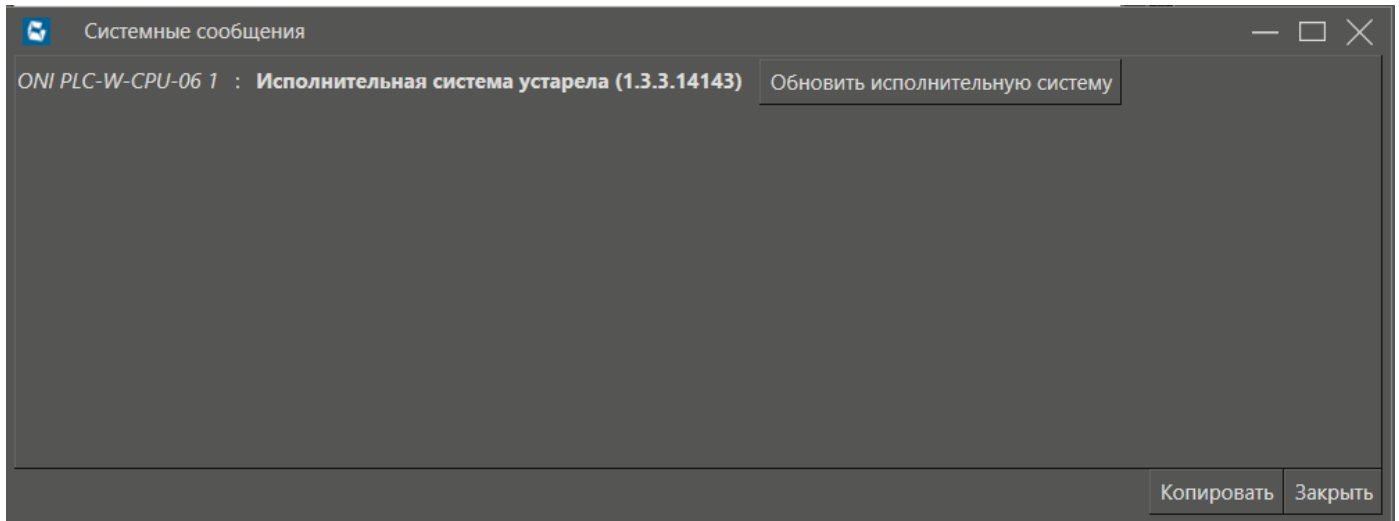 Системные сообщения
ONI PLC-W-CPU-06 1 : Исполнительная система устарела (1.3.3.14143) Обновить исполнительную систему
Копировать Закрыть